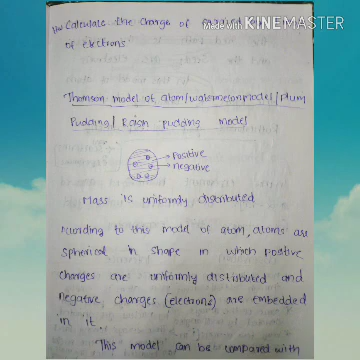 Made with KINEMASTER
Calculate the charge of
of electrons
Thomson model of atom/watermelon model/Plum
Pudding/Raisn pudding model
Positive
Negative
Mass is uniformly distributed
According to this model of atom, atoms are
spherical in shape in which positive
charges are uniformly distributed and
negative charges (electrons) are embedded
in it.
This model can be compared with